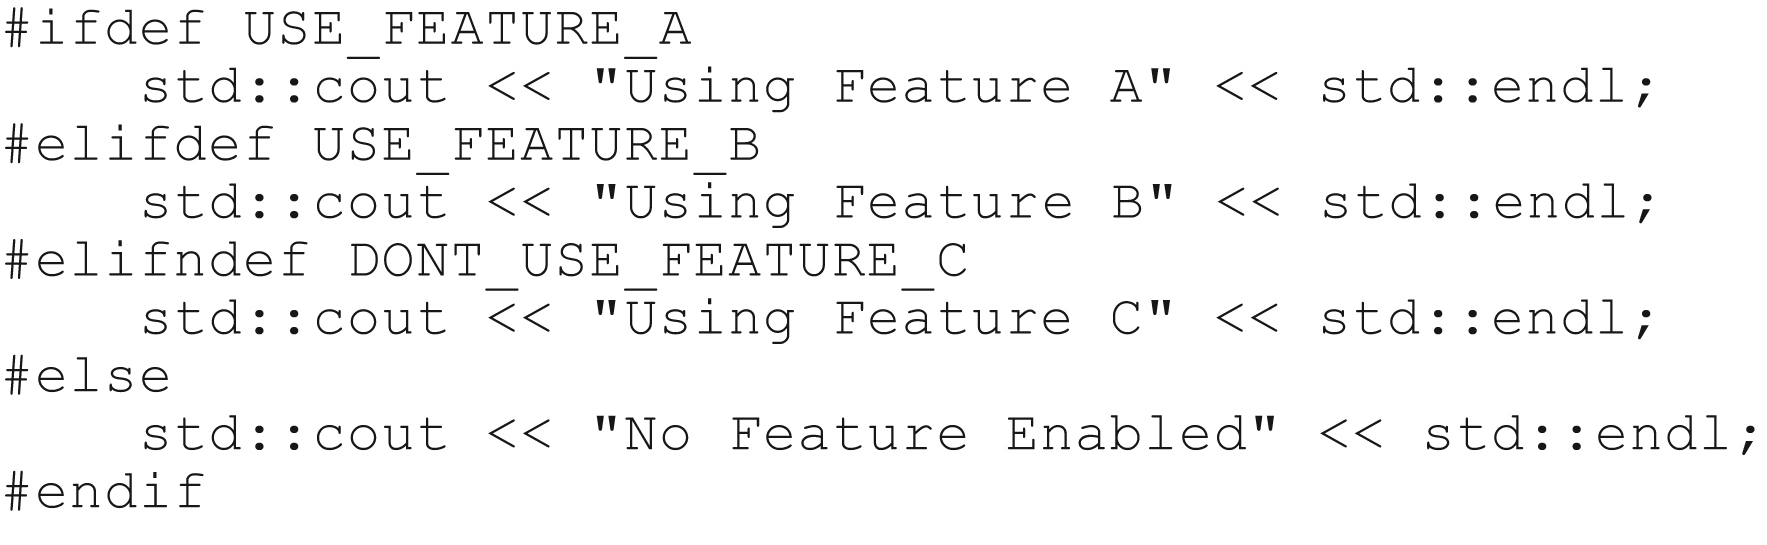 #ifdef USE_FEATURE_A
    std::cout << "Using Feature A" << std::endl;
#elifdef USE_FEATURE_B
    std::cout << "Using Feature B" << std::endl;
#elifndef DONT_USE_FEATURE_C
    std::cout << "Using Feature C" << std::endl;
#else
    std::cout << "No Feature Enabled" << std::endl;
#endif